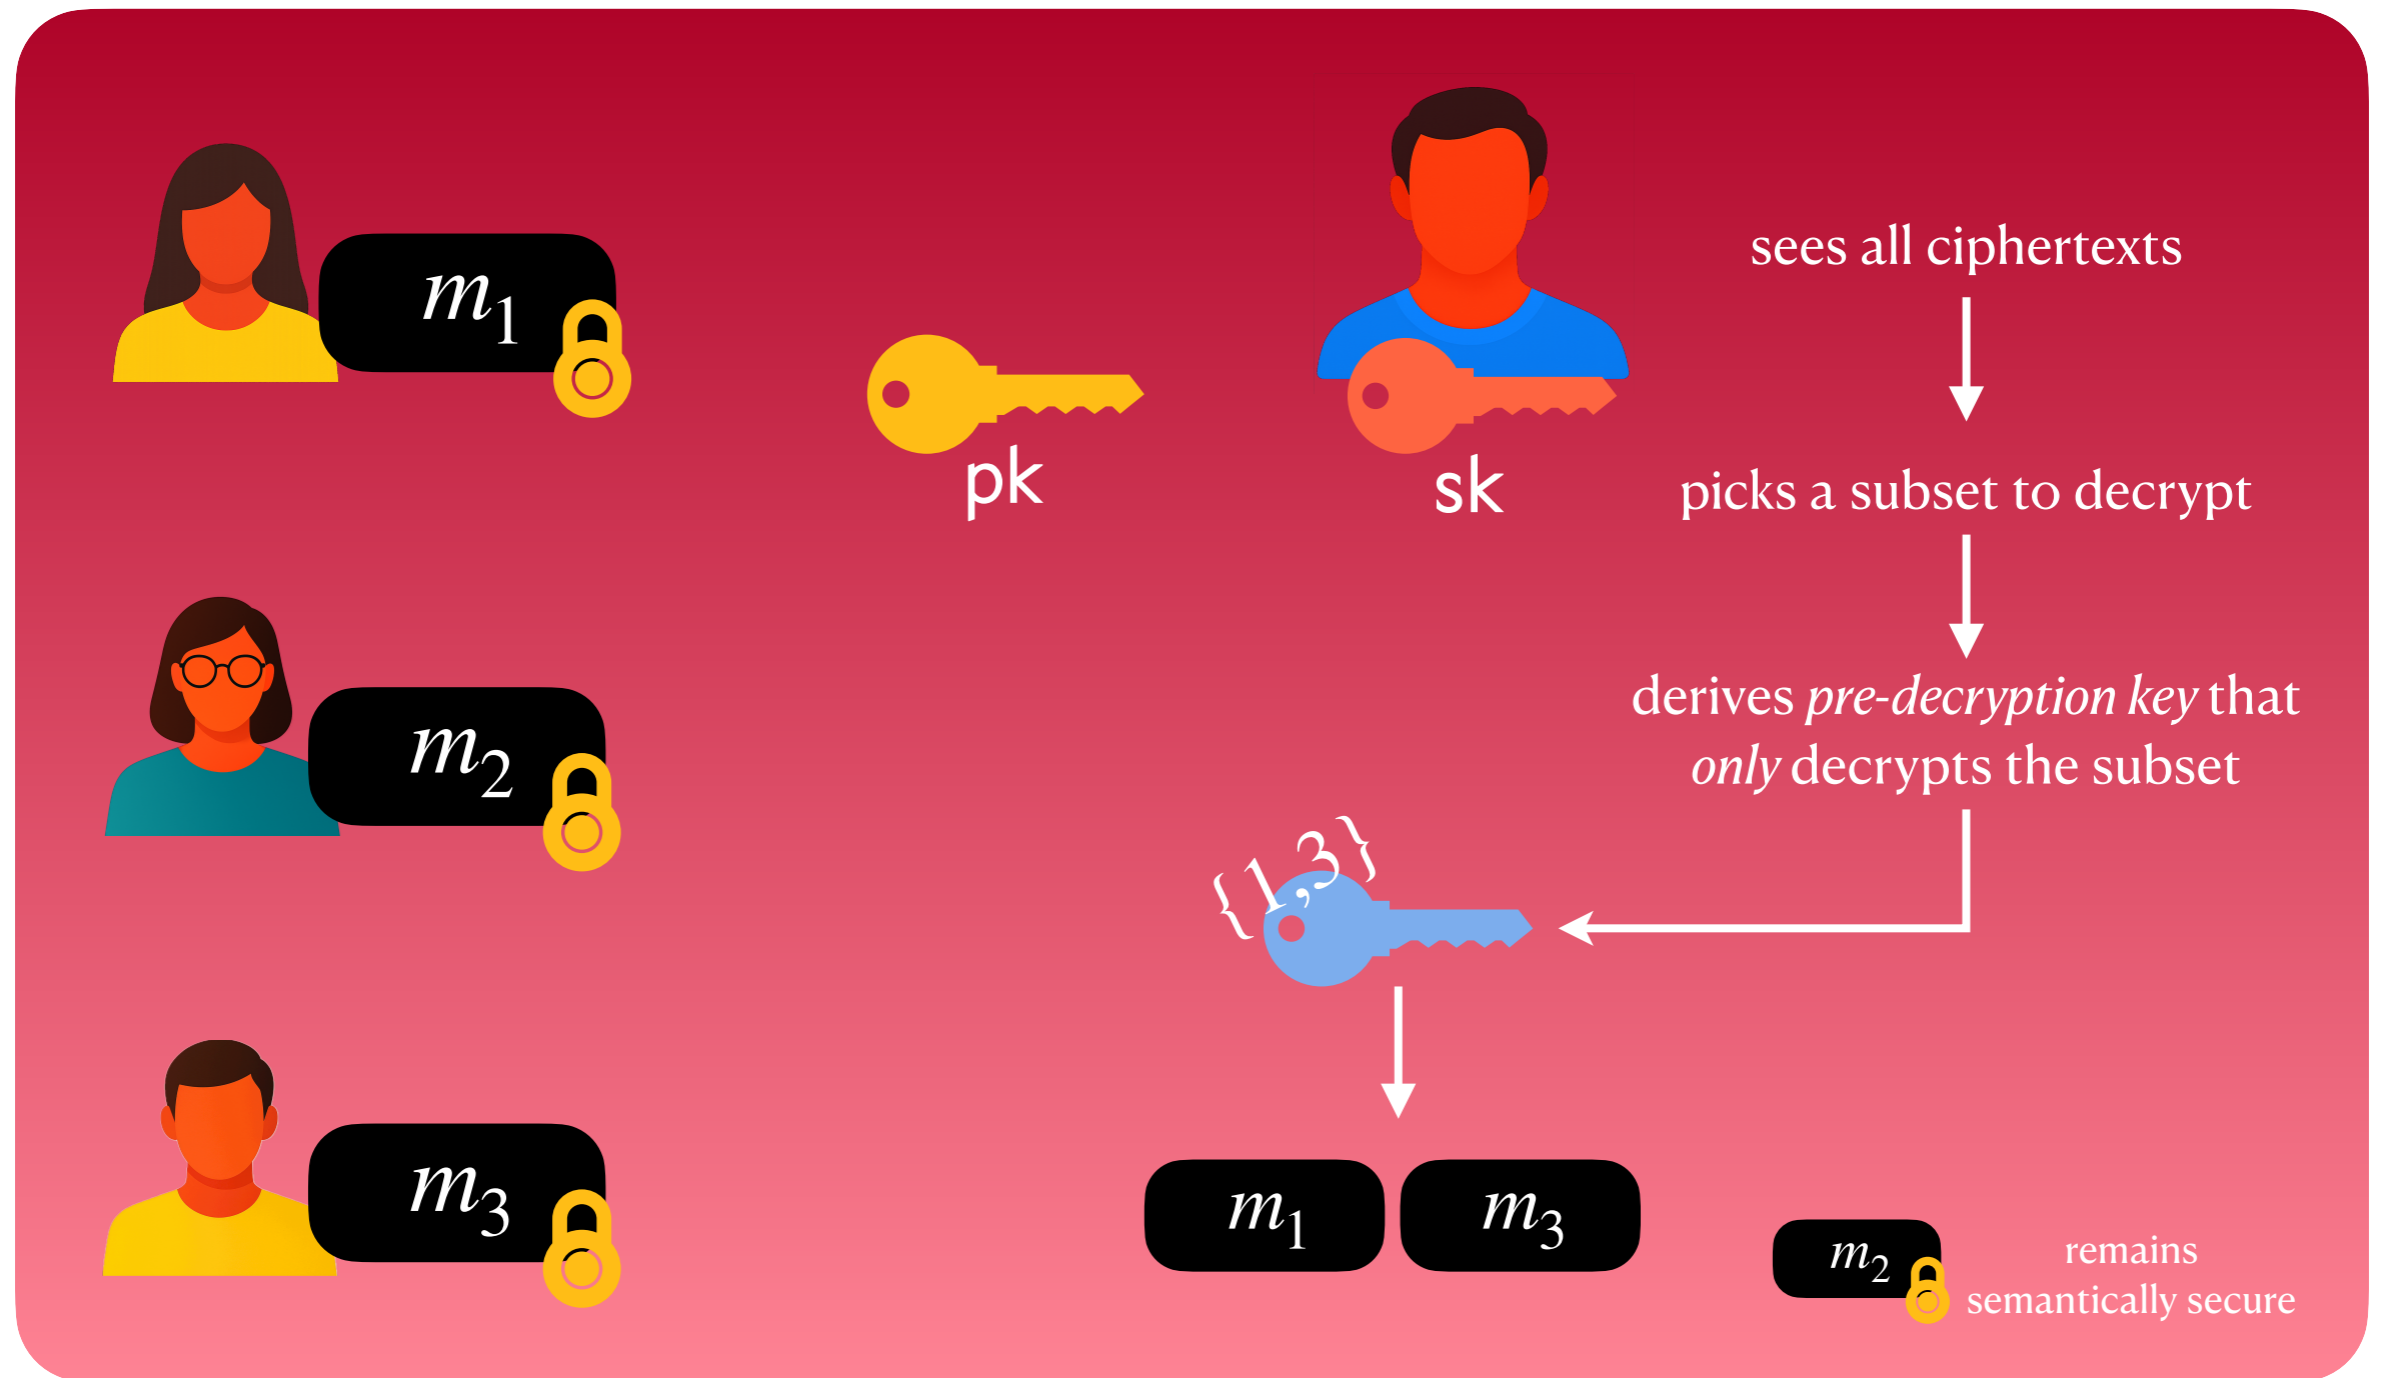 m₁
pk
sk
sees all ciphertexts
picks a subset to decrypt
derives pre-decryption key that
only decrypts the subset
m₂
{1,3}
m₃
m₁
m₃
m₂
remains
semantically secure